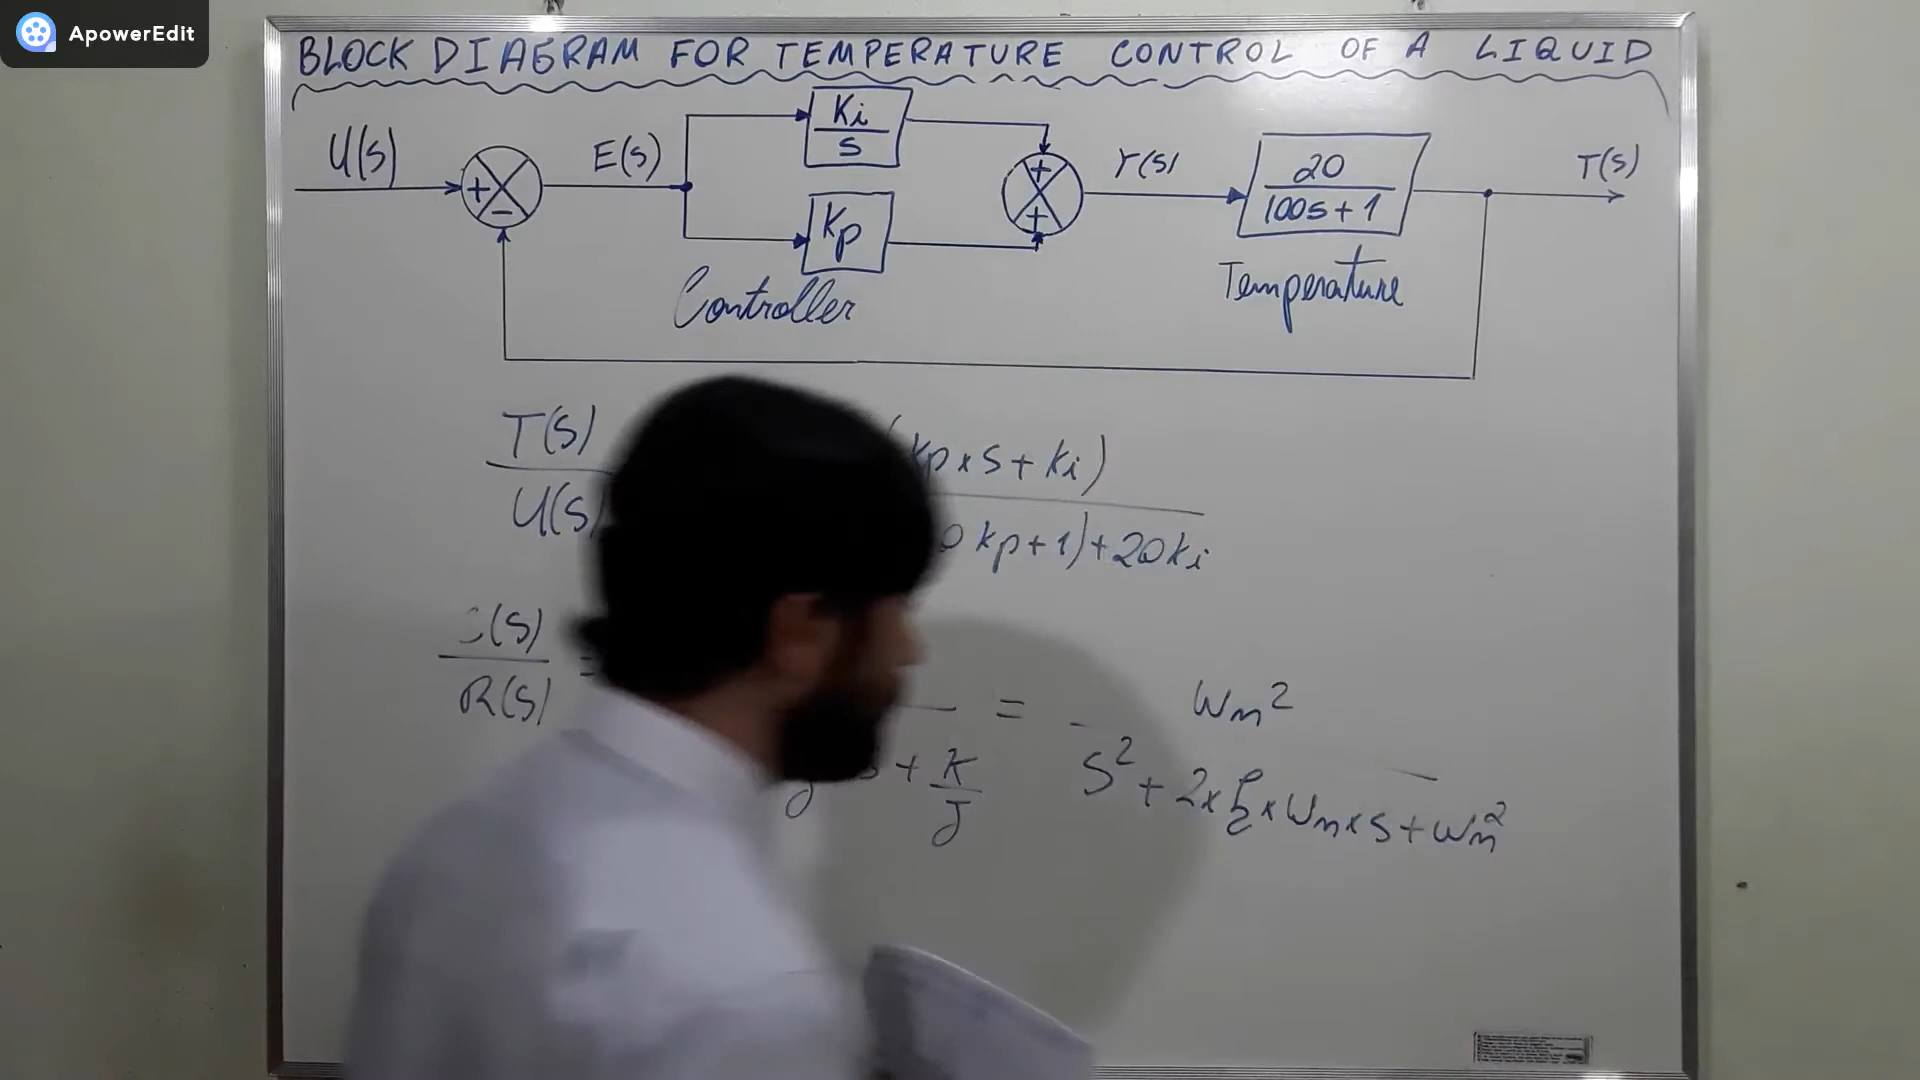 ApowerEdit
BLOCK DIAGRAM FOR TEMPERATURE CONTROL OF A LIQUID
U(s)
+
-
E(s)
Ki
s
Kp
Controller
+
+
Y(s)
20
100s+1
Temperature
T(s)
T(s)
U(s)
Kp x s + Ki)
Kp+1)+20Ki
(s)
R(s)
=
+ K
J
=
Wn2
S2 + 2 x ξ x Wn x s + Wn2